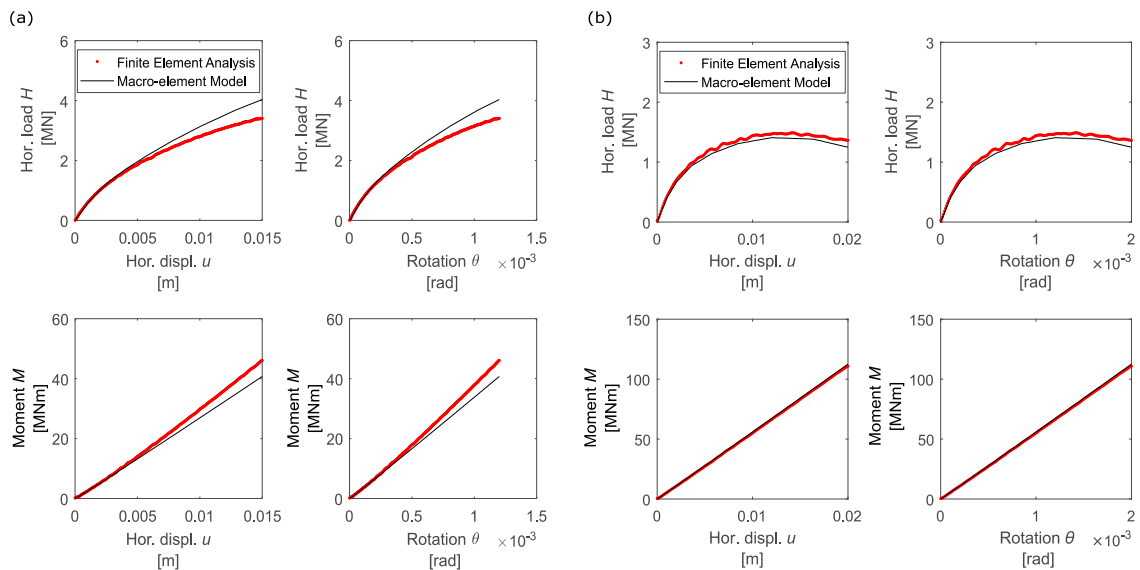 (a)
6
4
2
0
Hor. load H
[MN]
Finite Element Analysis
Macro-element Model
0 0.005 0.01 0.015
Hor. displ. u
[m]
6
4
2
0
Hor. load H
[MN]
0 0.5 1 1.5
Rotation θ ×10⁻³
[rad]
60
40
20
0
Moment M
[MNm]
0 0.005 0.01 0.015
Hor. displ. u
[m]
60
40
20
0
Moment M
[MNm]
0 0.5 1 1.5
Rotation θ ×10⁻³
[rad]
(b)
3
2
1
0
Hor. load H
[MN]
Finite Element Analysis
Macro-element Model
0 0.01 0.02
Hor. displ. u
[m]
3
2
1
0
Hor. load H
[MN]
0 1 2
Rotation θ ×10⁻³
[rad]
150
100
50
0
Moment M
[MNm]
0 0.01 0.02
Hor. displ. u
[m]
150
100
50
0
Moment M
[MNm]
0 1 2
Rotation θ ×10⁻³
[rad]